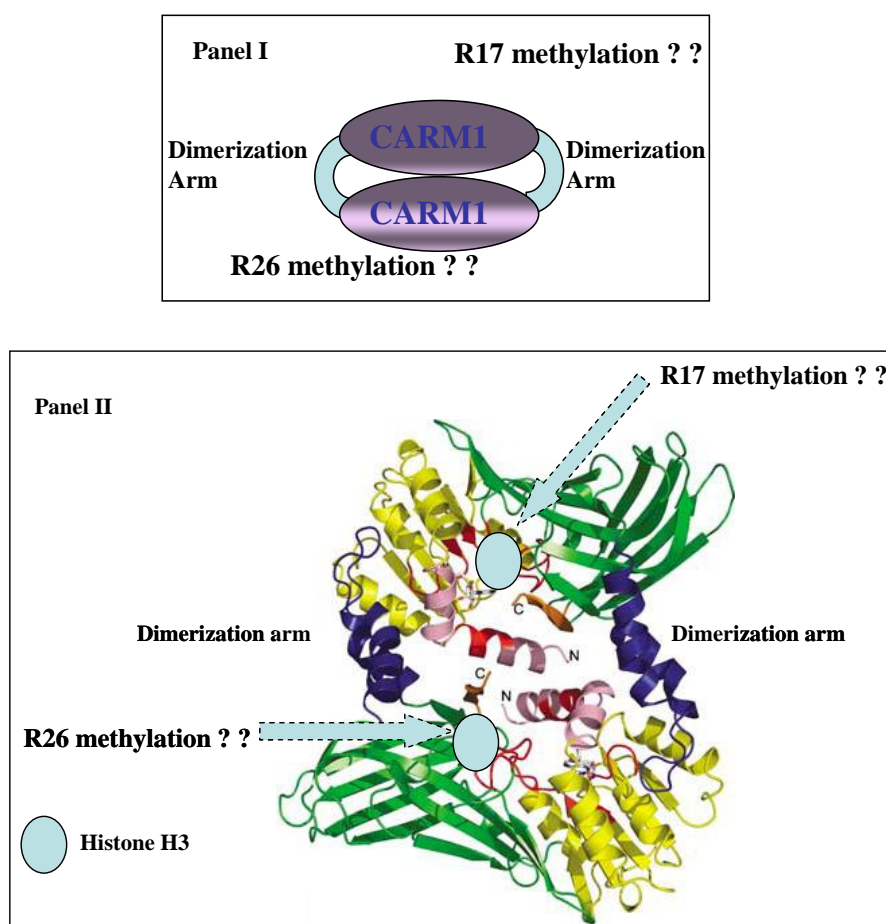 Panel I
R17 methylation ? ?
CARM1
Dimerization
Arm
Dimerization
Arm
CARM1
R26 methylation ? ?
R17 methylation ? ?
Panel II
C
Dimerization arm
Dimerization arm
N
C
N
R26 methylation ? ?
Histone H3